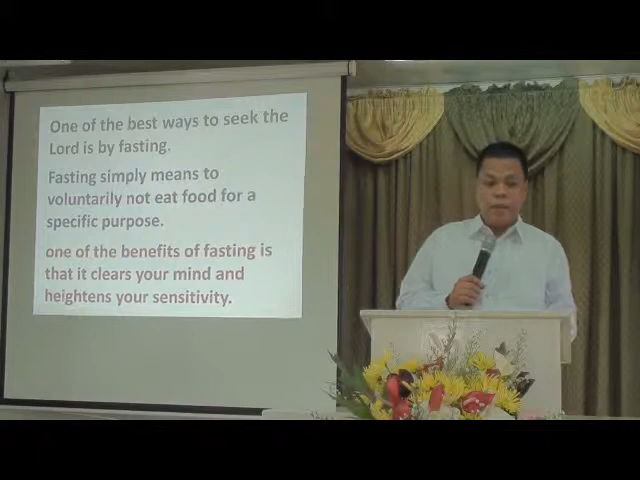 One of the best ways to seek the
Lord is by fasting.
Fasting simply means to
voluntarily not eat food for a
specific purpose.
one of the benefits of fasting is
that it clears your mind and
heightens your sensitivity.